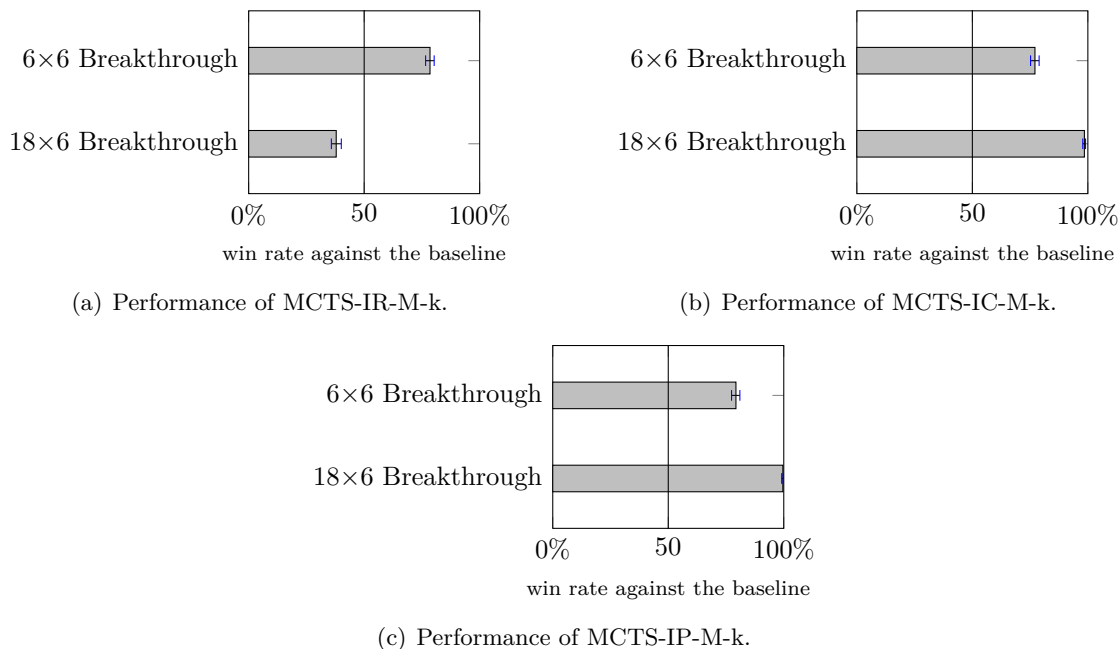 6×6 Breakthrough
18×6 Breakthrough
0% 50 100%
win rate against the baseline
(a) Performance of MCTS-IR-M-k.
6×6 Breakthrough
18×6 Breakthrough
0% 50 100%
win rate against the baseline
(b) Performance of MCTS-IC-M-k.
6×6 Breakthrough
18×6 Breakthrough
0% 50 100%
win rate against the baseline
(c) Performance of MCTS-IP-M-k.